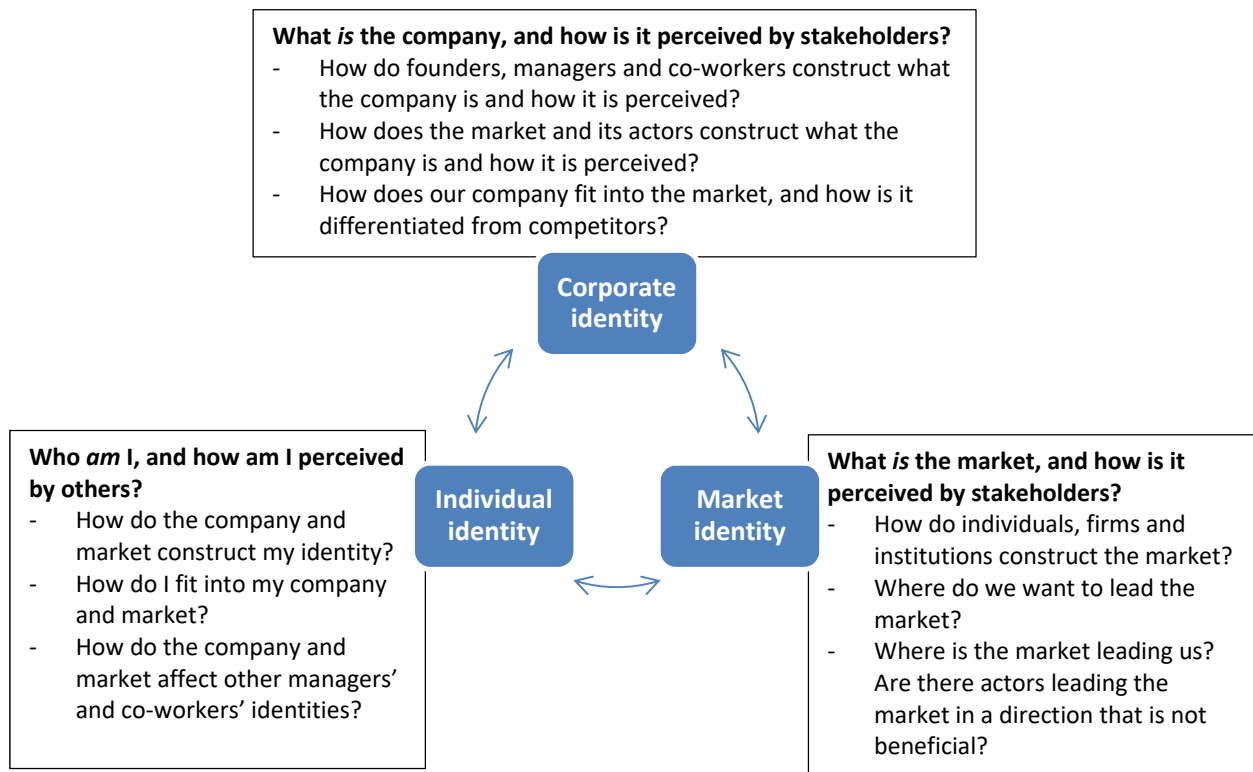 What is the company, and how is it perceived by stakeholders?
- How do founders, managers and co-workers construct what
the company is and how it is perceived?
- How does the market and its actors construct what the
company is and how it is perceived?
- How does our company fit into the market, and how is it
differentiated from competitors?
Corporate
identity
Who am I, and how am I perceived
by others?
- How do the company and
market construct my identity?
- How do I fit into my company
and market?
- How do the company and
market affect other managers’
and co-workers’ identities?
Individual
identity
Market
identity
What is the market, and how is it
perceived by stakeholders?
- How do individuals, firms and
institutions construct the market?
- Where do we want to lead the
market?
- Where is the market leading us?
Are there actors leading the
market in a direction that is not
beneficial?